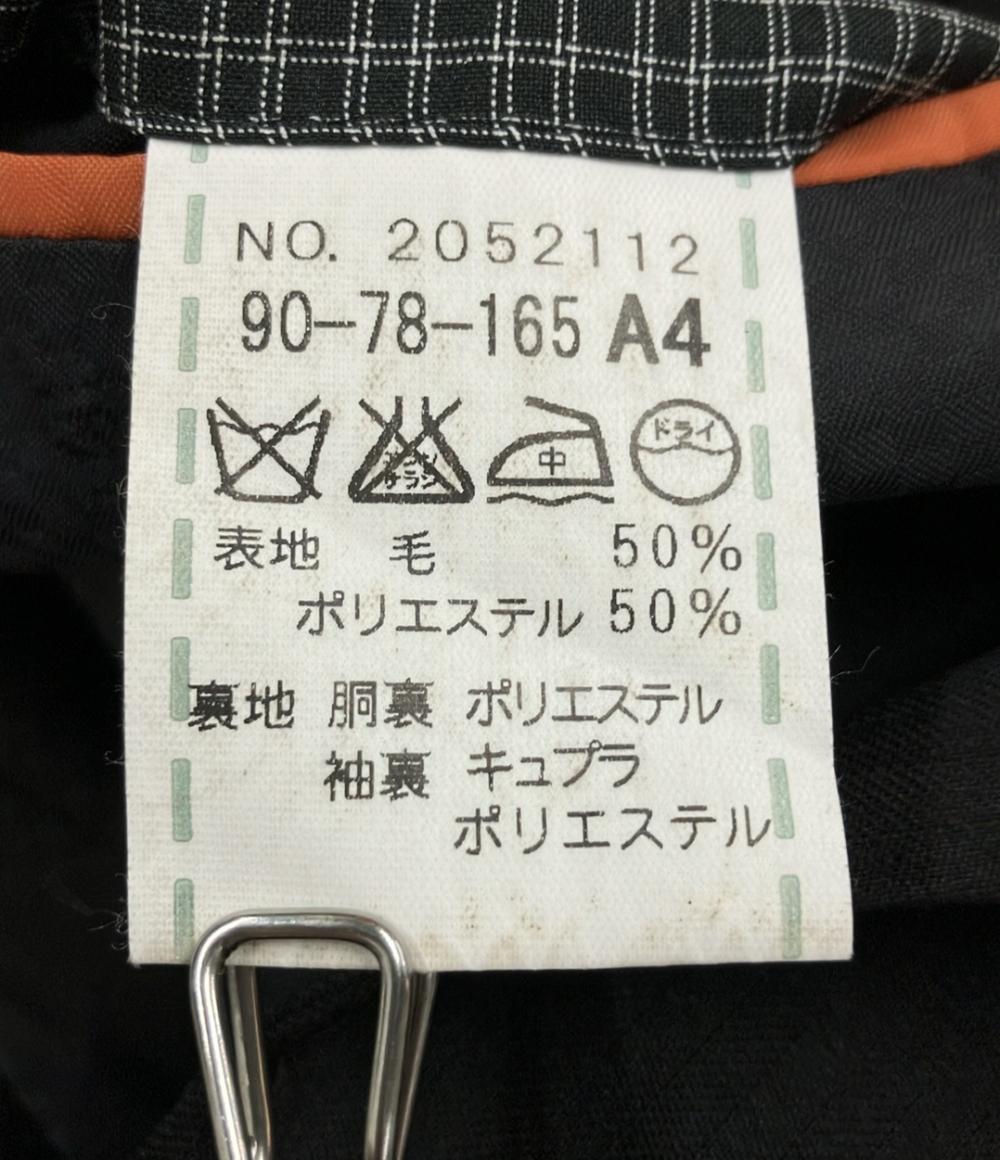 NO. 2052112
90-78-165 A4
中 ドライ
表地 毛 50%
ポリエステル 50%
裏地 胴裏 ポリエステル
袖裏 キュプラ
ポリエステル